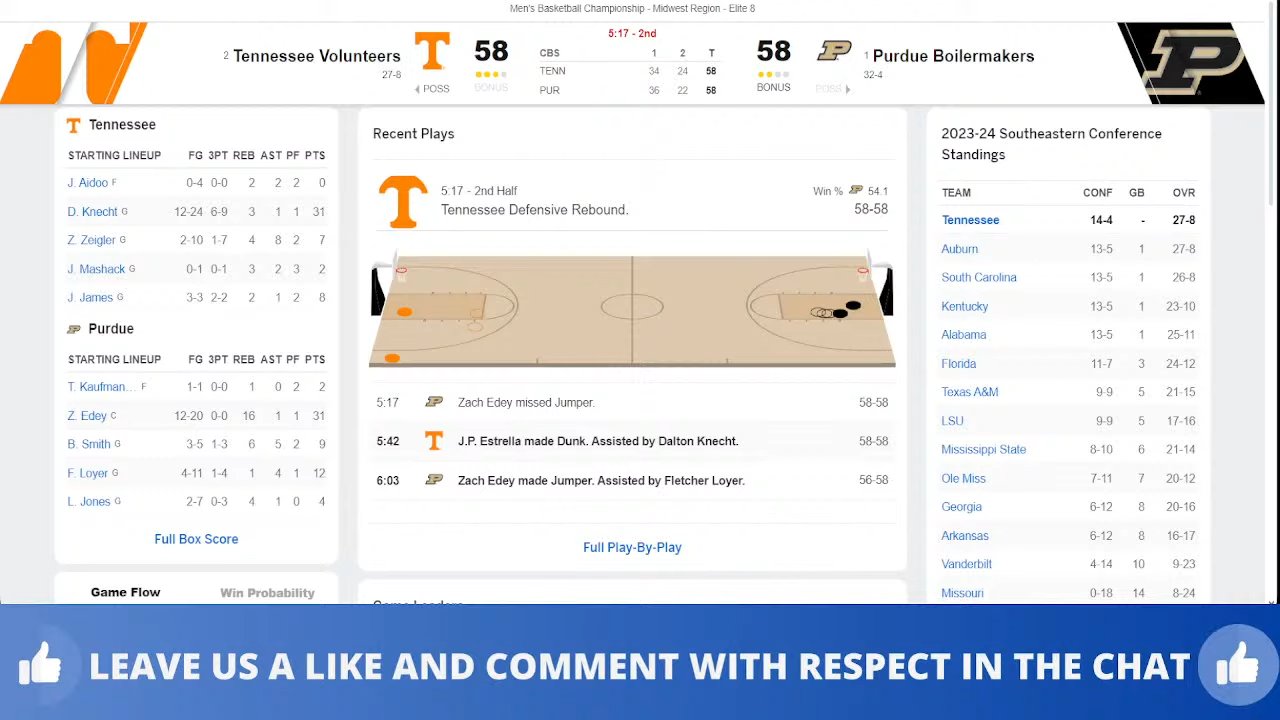 Men's Basketball Championship - Midwest Region - Elite 8
2 Tennessee Volunteers
27-8
T
58
POSS
BONUS
5:17 - 2nd
CBS 1 2 T
TENN 34 24 58
PUR 36 22 58
58
BONUS
P
1 Purdue Boilermakers
32-4
POSS
P
T Tennessee
STARTING LINEUP FG 3PT REB AST PF PTS
J. Aidoo F 0-4 0-0 2 2 2 0
D. Knecht G 12-24 6-9 3 1 1 31
Z. Zeigler G 2-10 1-7 4 8 2 7
J. Mashack G 0-1 0-1 3 2 3 2
J. James G 3-3 2-2 2 1 2 8
P Purdue
STARTING LINEUP FG 3PT REB AST PF PTS
T. Kaufman... F 1-1 0-0 1 0 2 2
Z. Edey C 12-20 0-0 16 1 1 31
B. Smith G 3-5 1-3 6 5 2 9
F. Loyer G 4-11 1-4 1 4 1 12
L. Jones G 2-7 0-3 4 1 0 4
Full Box Score
Game Flow Win Probability
Recent Plays
T
5:17 - 2nd Half
Tennessee Defensive Rebound.
Win % P 54.1
58-58
5:17 P Zach Edey missed Jumper. 58-58
5:42 T J.P. Estrella made Dunk. Assisted by Dalton Knecht. 58-58
6:03 P Zach Edey made Jumper. Assisted by Fletcher Loyer. 56-58
Full Play-By-Play
Game Leaders
2023-24 Southeastern Conference
Standings
TEAM CONF GB OVR
Tennessee 14-4 - 27-8
Auburn 13-5 1 27-8
South Carolina 13-5 1 26-8
Kentucky 13-5 1 23-10
Alabama 13-5 1 25-11
Florida 11-7 3 24-12
Texas A&M 9-9 5 21-15
LSU 9-9 5 17-16
Mississippi State 8-10 6 21-14
Ole Miss 7-11 7 20-12
Georgia 6-12 8 20-16
Arkansas 6-12 8 16-17
Vanderbilt 4-14 10 9-23
Missouri 0-18 14 8-24
LEAVE US A LIKE AND COMMENT WITH RESPECT IN THE CHAT